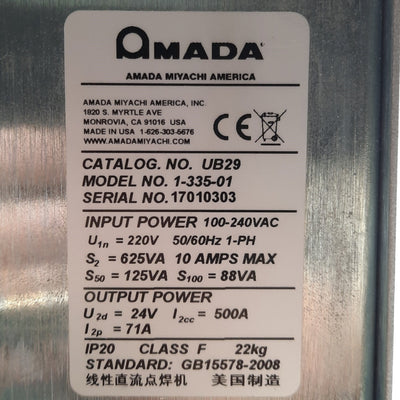 AMADA
AMADA MIYACHI AMERICA
AMADA MIYACHI AMERICA, INC.
1820 S. MYRTLE AVE
MONROVIA, CA 91016 USA
MADE IN USA 1-626-303-5676
WWW.AMADAMIYACHI.COM
CE
CATALOG. NO. UB29
MODEL NO. 1-335-01
SERIAL NO. 17010303
INPUT POWER 100-240VAC
U1n = 220V 50/60Hz 1-PH
S2 = 625VA 10 AMPS MAX
S50 = 125VA S100 = 88VA
OUTPUT POWER
U2d = 24V I2cc = 500A
I2p = 71A
IP20 CLASS F 22kg
STANDARD: GB15578-2008
线性直流点焊机 美国制造